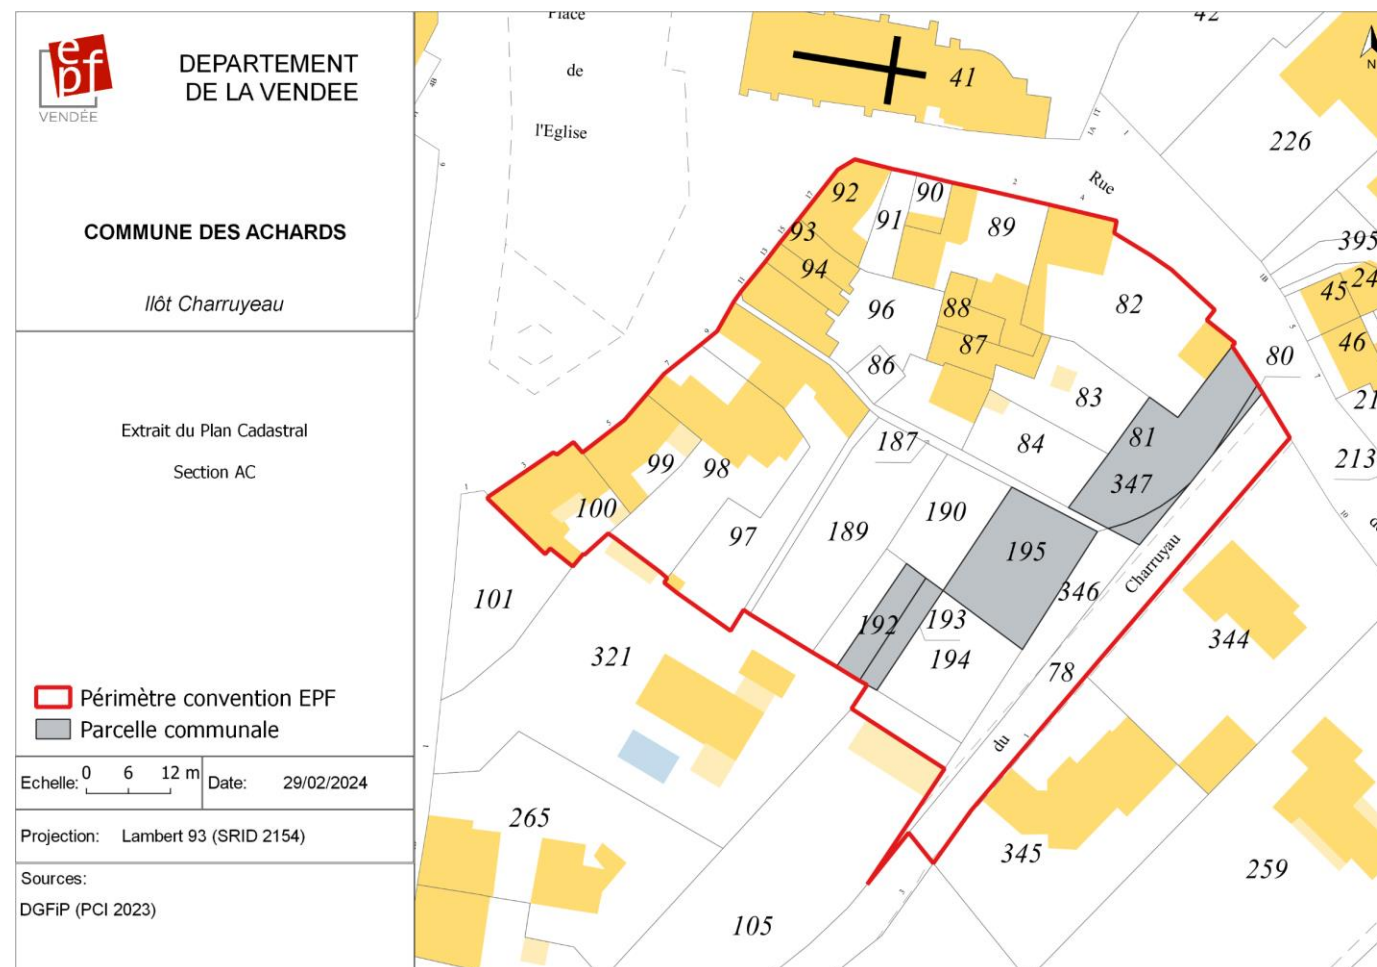 epf
VENDÉE
DEPARTEMENT
DE LA VENDEE
COMMUNE DES ACHARDS
Ilôt Charruyeau
Extrait du Plan Cadastral
Section AC
Périmètre convention EPF
Parcelle communale
Echelle: 0 6 12 m
Date: 29/02/2024
Projection: Lambert 93 (SRID 2154)
Sources:
DGFiP (PCI 2023)
Place
de
l'Eglise
41
42
N
226
Rue
395
24
45
46
80
21
213
92
90
91
89
93
94
82
96
88
87
86
83
84
81
347
187
99
98
100
97
189
190
195
346
Charruyau
101
192
193
194
344
321
78
du
265
345
259
105